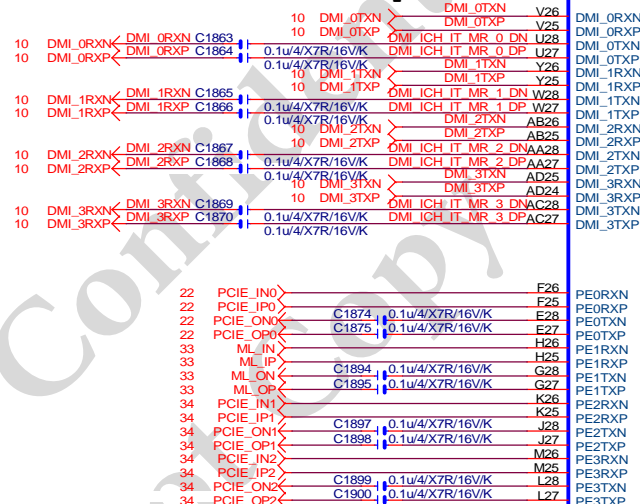 10 DMI_0TXN DMI_0TXN V26 DMI_0RXN
10 DMI_0TXP DMI_0TXP V25 DMI_0RXP
10 DMI_0RXN DMI_0RXN C1863 0.1u/4/X7R/16V/K DMI_ICH_IT_MR_0_DN U28 DMI_0TXN
10 DMI_0RXP DMI_0RXP C1864 0.1u/4/X7R/16V/K DMI_ICH_IT_MR_0_DP U27 DMI_0TXP
10 DMI_1TXN DMI_1TXN Y26 DMI_1RXN
10 DMI_1TXP DMI_1TXP Y25 DMI_1RXP
10 DMI_1RXN DMI_1RXN C1865 0.1u/4/X7R/16V/K DMI_ICH_IT_MR_1_DN W28 DMI_1TXN
10 DMI_1RXP DMI_1RXP C1866 0.1u/4/X7R/16V/K DMI_ICH_IT_MR_1_DP W27 DMI_1TXP
10 DMI_2TXN DMI_2TXN AB26 DMI_2RXN
10 DMI_2TXP DMI_2TXP AB25 DMI_2RXP
10 DMI_2RXN DMI_2RXN C1867 0.1u/4/X7R/16V/K DMI_ICH_IT_MR_2_DN AA28 DMI_2TXN
10 DMI_2RXP DMI_2RXP C1868 0.1u/4/X7R/16V/K DMI_ICH_IT_MR_2_DP AA27 DMI_2TXP
10 DMI_3TXN DMI_3TXN AD25 DMI_3RXN
10 DMI_3TXP DMI_3TXP AD24 DMI_3RXP
10 DMI_3RXN DMI_3RXN C1869 0.1u/4/X7R/16V/K DMI_ICH_IT_MR_3_DN AC28 DMI_3TXN
10 DMI_3RXP DMI_3RXP C1870 0.1u/4/X7R/16V/K DMI_ICH_IT_MR_3_DP AC27 DMI_3TXP
22 PCIE_IN0 F26 PE0RXN
22 PCIE_IP0 F25 PE0RXP
22 PCIE_ON0 C1874 0.1u/4/X7R/16V/K E28 PE0TXN
22 PCIE_OP0 C1875 0.1u/4/X7R/16V/K E27 PE0TXP
33 ML_IN H26 PE1RXN
33 ML_IP H25 PE1RXP
33 ML_ON C1894 0.1u/4/X7R/16V/K G28 PE1TXN
33 ML_OP C1895 0.1u/4/X7R/16V/K G27 PE1TXP
34 PCIE_IN1 K26 PE2RXN
34 PCIE_IP1 K25 PE2RXP
34 PCIE_ON1 C1897 0.1u/4/X7R/16V/K J28 PE2TXN
34 PCIE_OP1 C1898 0.1u/4/X7R/16V/K J27 PE2TXP
34 PCIE_IN2 M26 PE3RXN
34 PCIE_IP2 M25 PE3RXP
34 PCIE_ON2 C1899 0.1u/4/X7R/16V/K L28 PE3TXN
34 PCIE_OP2 C1900 0.1u/4/X7R/16V/K L27 PE3TXP
Confident